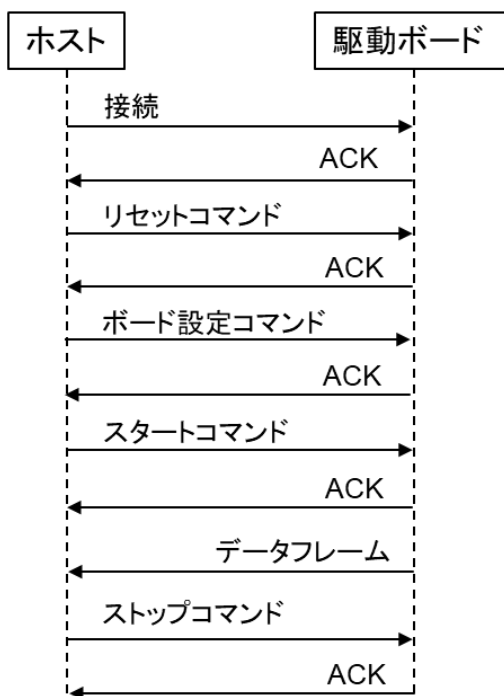 ホスト
駆動ボード
接続
ACK
リセットコマンド
ACK
ボード設定コマンド
ACK
スタートコマンド
ACK
データフレーム
ストップコマンド
ACK